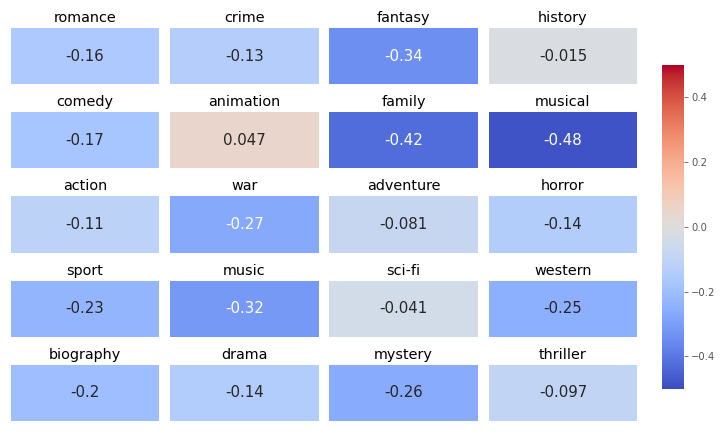 romance crime fantasy history
-0.16 -0.13 -0.34 -0.015
comedy animation family musical
-0.17 0.047 -0.42 -0.48
action war adventure horror
-0.11 -0.27 -0.081 -0.14
sport music sci-fi western
-0.23 -0.32 -0.041 -0.25
biography drama mystery thriller
-0.2 -0.14 -0.26 -0.097
0.4
0.2
0.0
−0.2
−0.4